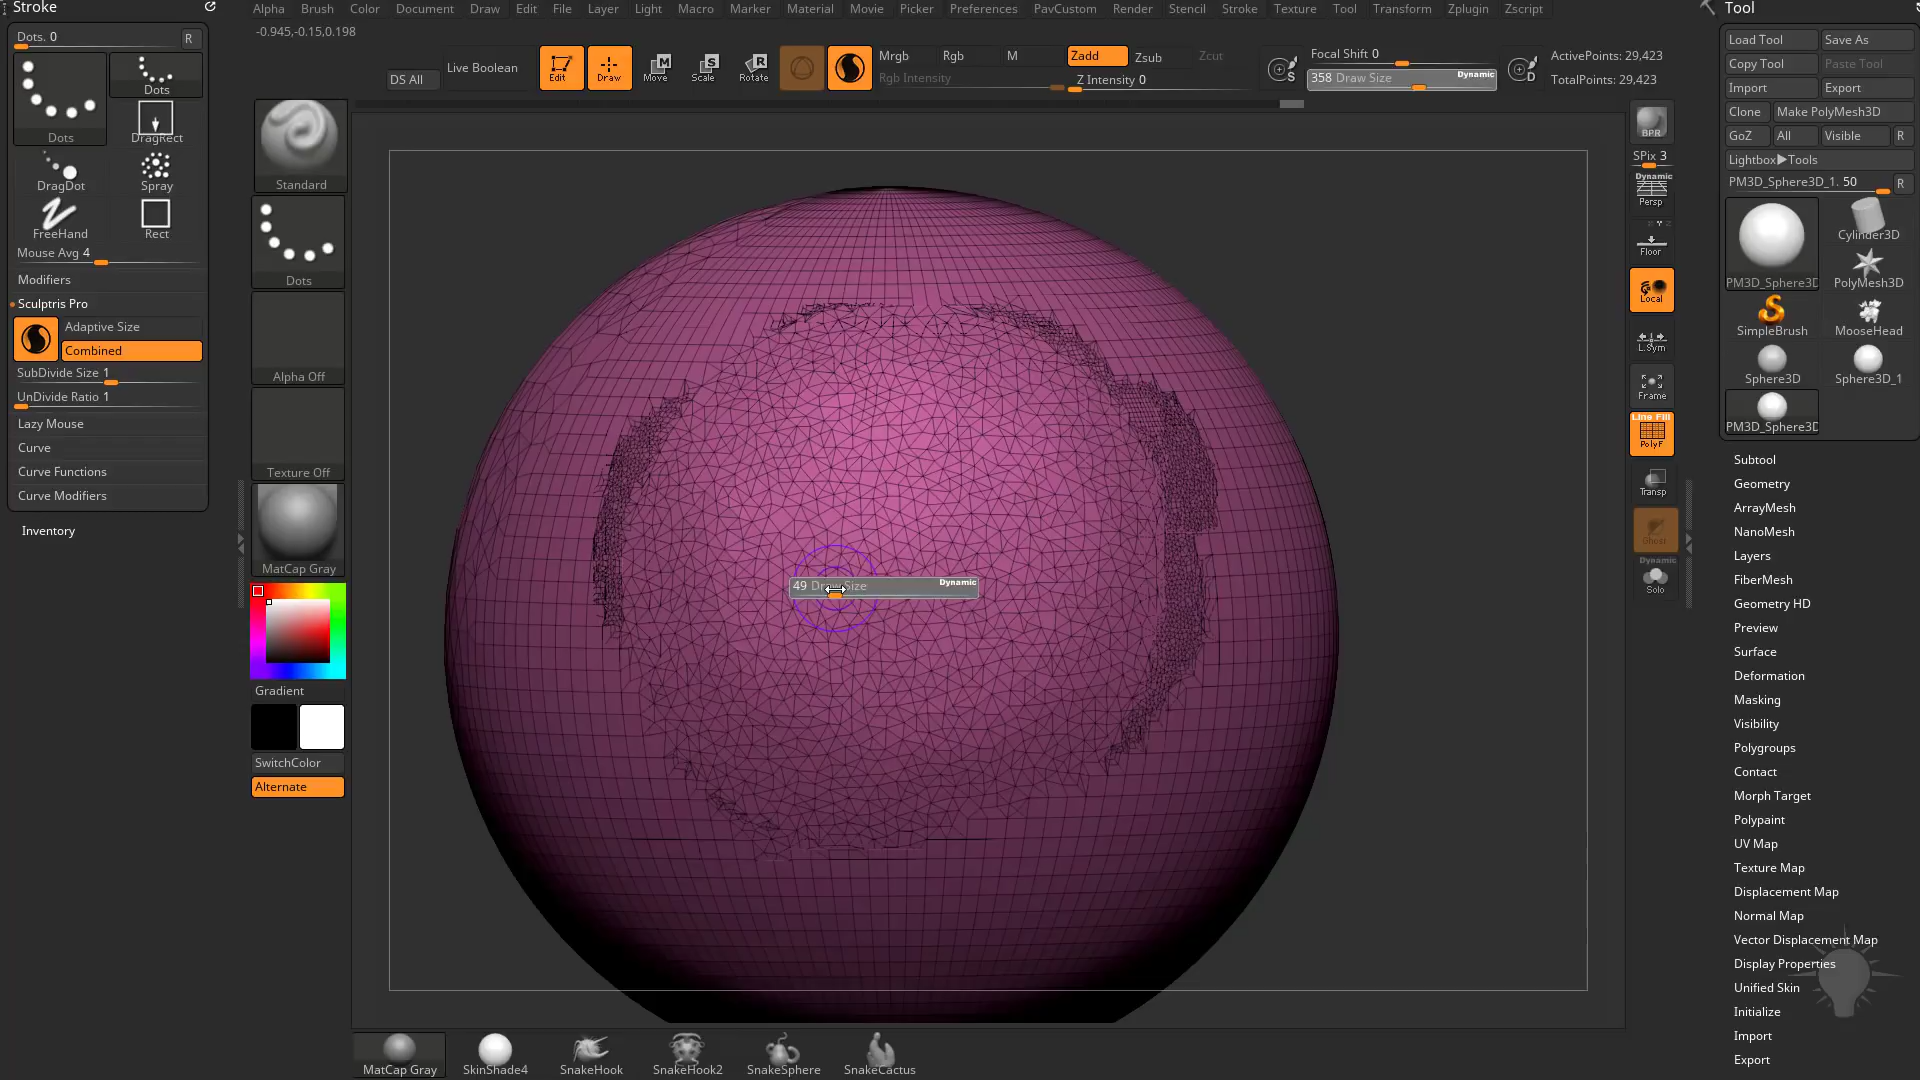 Stroke
Alpha Brush Color Document Draw Edit File Layer Light Macro Marker Material Movie Picker Preferences PavCustom Render Stencil Stroke Texture Tool Transform Zplugin Zscript
Tool
-0.945,-0.15,0.198
Dots. 0
R
Dots
Dots
DragRect
DragDot
Spray
FreeHand
Rect
Mouse Avg 4
Modifiers
Sculptris Pro
Adaptive Size
Combined
SubDivide Size 1
UnDivide Ratio 1
Lazy Mouse
Curve
Curve Functions
Curve Modifiers
Inventory
DS All
Live Boolean
Edit
Draw
M
Move
S
Scale
R
Rotate
Mrgb
Rgb
M
Rgb Intensity
Zadd
Zsub
Zcut
Z Intensity 0
S
Focal Shift 0
358 Draw Size
Dynamic
D
ActivePoints: 29,423
TotalPoints: 29,423
Standard
Dots
Alpha Off
Texture Off
MatCap Gray
Gradient
SwitchColor
Alternate
49 Draw Size
Dynamic
MatCap Gray
SkinShade4
SnakeHook
SnakeHook2
SnakeSphere
SnakeCactus
BPR
SPix 3
Dynamic
Persp
Floor
Local
L.Sym
Frame
Line Fill
PolyF
Transp
Ghost
Dynamic
Solo
Load Tool
Save As
Copy Tool
Paste Tool
Import
Export
Clone
Make PolyMesh3D
GoZ
All
Visible
R
Lightbox▶Tools
PM3D_Sphere3D_1. 50
R
PM3D_Sphere3D
Cylinder3D
PolyMesh3D
SimpleBrush
MooseHead
Sphere3D
Sphere3D_1
PM3D_Sphere3D
Subtool
Geometry
ArrayMesh
NanoMesh
Layers
FiberMesh
Geometry HD
Preview
Surface
Deformation
Masking
Visibility
Polygroups
Contact
Morph Target
Polypaint
UV Map
Texture Map
Displacement Map
Normal Map
Vector Displacement Map
Display Properties
Unified Skin
Initialize
Import
Export